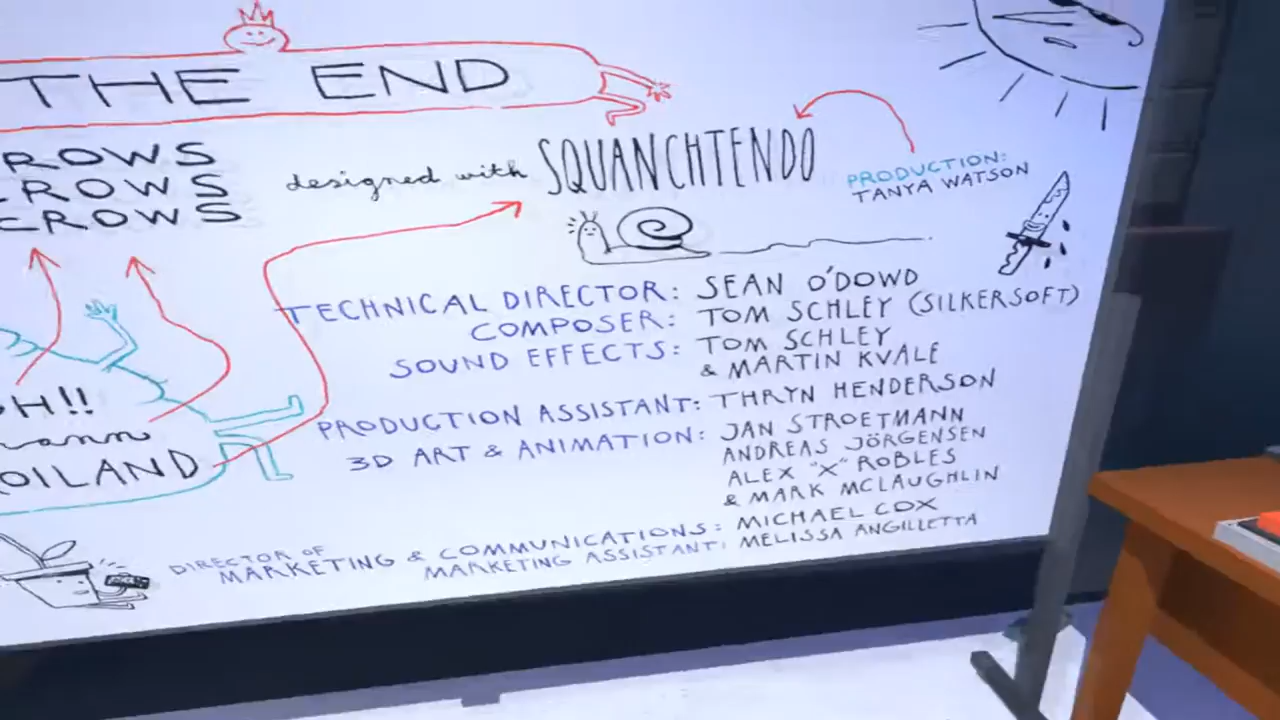 THE END
ROWS
designed with SQUANCHTENDO
PRODUCTION:
TANYA WATSON
CROWS
CROWS
TECHNICAL DIRECTOR: SEAN O'DOWD
COMPOSER: TOM SCHLEY (SILKERSOFT)
SOUND EFFECTS: TOM SCHLEY
& MARTIN KVALE
PRODUCTION ASSISTANT: THRYN HENDERSON
3D ART & ANIMATION: JAN STROETMANN
ANDREAS JÖRGENSEN
ALEX "X" ROBLES
& MARK MCLAUGHLIN
GH!!
OILAND
DIRECTOR OF
MARKETING & COMMUNICATIONS: MICHAEL COX
MARKETING ASSISTANT: MELISSA ANGILLETTA